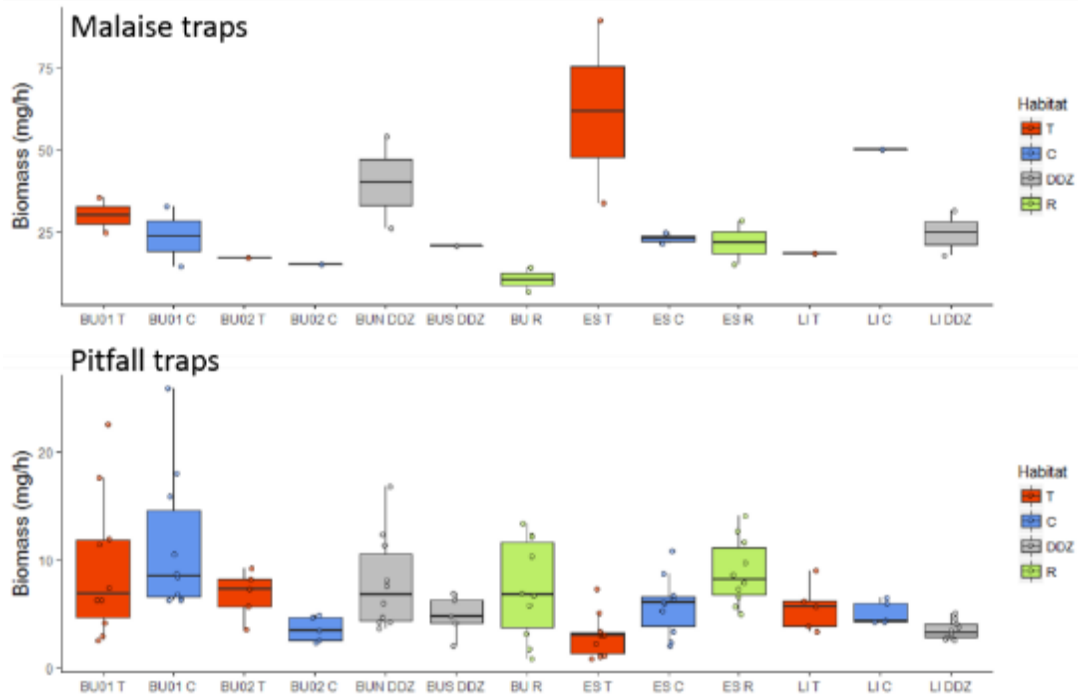 Malaise traps
Biomass (mg/h)
75
50
25
Habitat
T
C
DDZ
R
BU01 T BU01 C BU02 T BU02 C BUN DDZ BUS DDZ BU R ES T ES C ES R LI T LI C LI DDZ
Pitfall traps
Biomass (mg/h)
20
10
0
Habitat
T
C
DDZ
R
BU01 T BU01 C BU02 T BU02 C BUN DDZ BUS DDZ BU R ES T ES C ES R LI T LI C LI DDZ